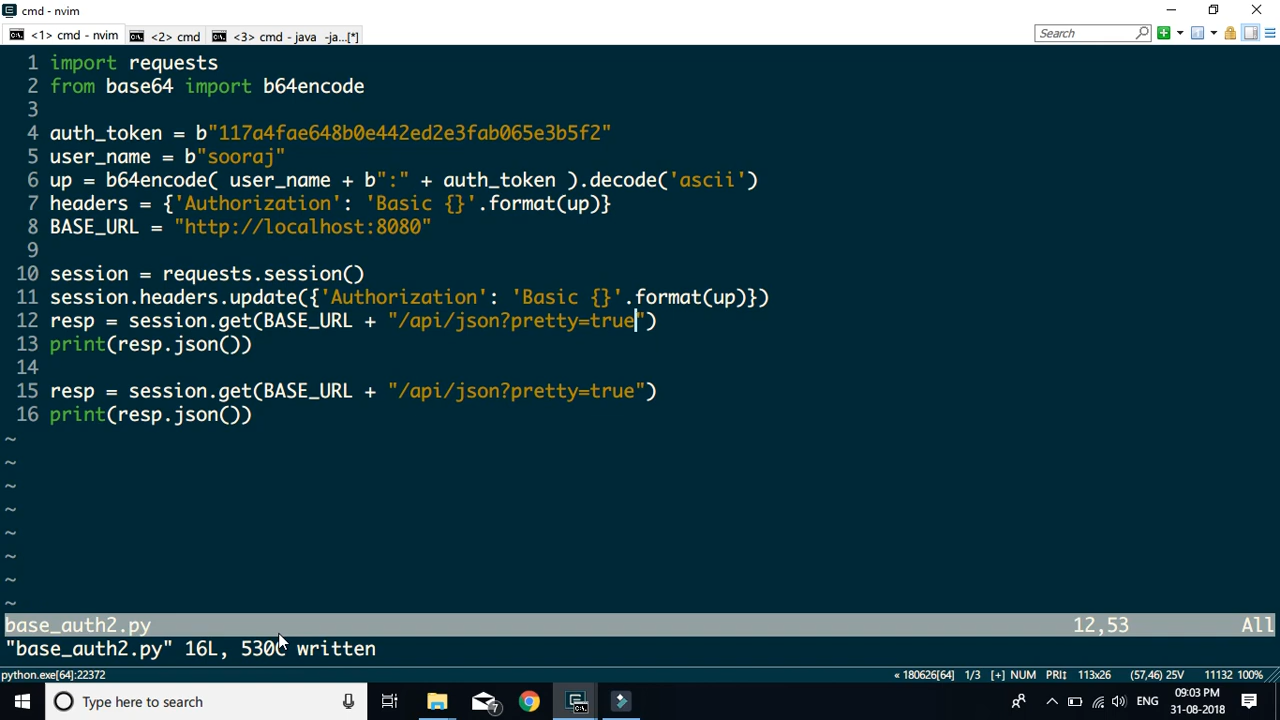 cmd - nvim
<1> cmd - nvim <2> cmd <3> cmd - java -ja...[*] Search
1 import requests
2 from base64 import b64encode
3
4 auth_token = b"117a4fae648b0e442ed2e3fab065e3b5f2"
5 user_name = b"sooraj"
6 up = b64encode( user_name + b":" + auth_token ).decode('ascii')
7 headers = {'Authorization': 'Basic {}'.format(up)}
8 BASE_URL = "http://localhost:8080"
9
10 session = requests.session()
11 session.headers.update({'Authorization': 'Basic {}'.format(up)})
12 resp = session.get(BASE_URL + "/api/json?pretty=true")
13 print(resp.json())
14
15 resp = session.get(BASE_URL + "/api/json?pretty=true")
16 print(resp.json())
~
~
~
~
~
~
~
~
base_auth2.py 12,53 All
"base_auth2.py" 16L, 530C written
python.exe[64]:22372 « 180626[64] 1/3 [+] NUM PRI↕ 113x26 (57,46) 25V 11132 100%
Type here to search 7 ENG 09:03 PM
31-08-2018